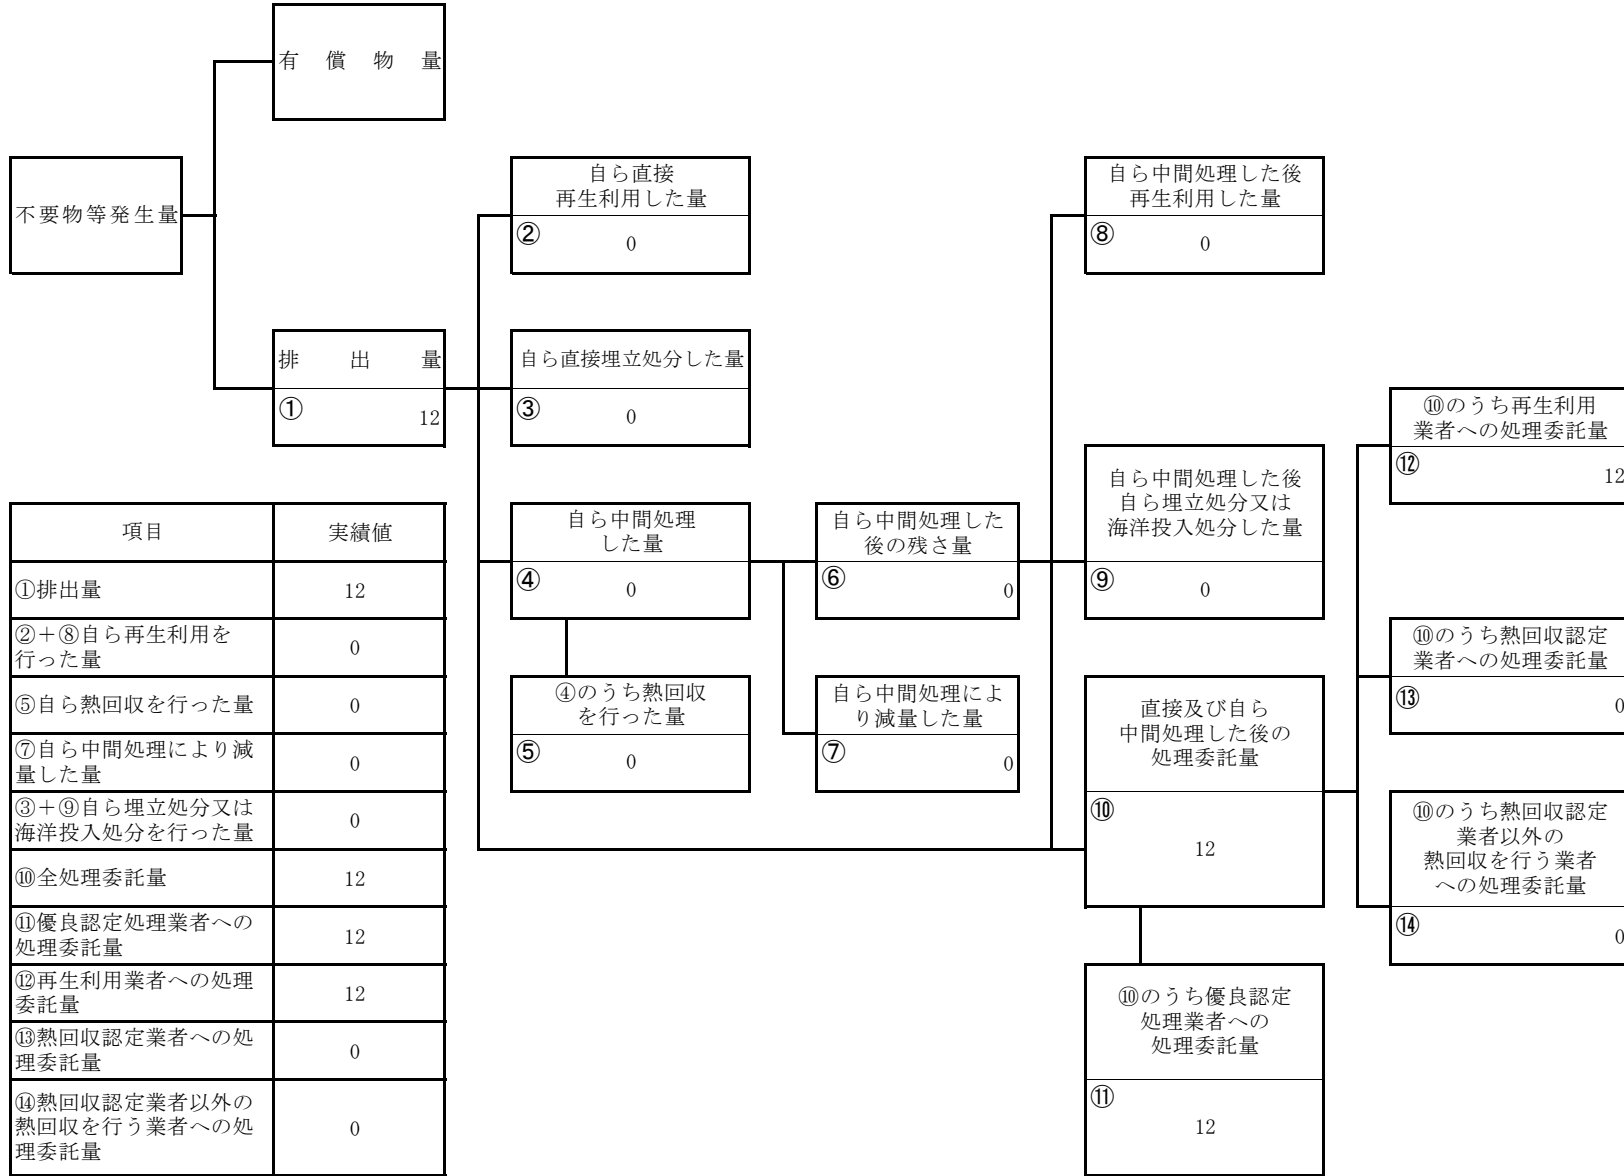 有償物量
不要物等発生量
自ら直接
再生利用した量
② 0
自ら中間処理した後
再生利用した量
⑧ 0
排出量
① 12
自ら直接埋立処分した量
③ 0
⑩のうち再生利用
業者への処理委託量
⑫ 12
自ら中間処理
した量
④ 0
自ら中間処理した
後の残さ量
⑥ 0
自ら中間処理した後
自ら埋立処分又は
海洋投入処分した量
⑨ 0
⑩のうち熱回収認定
業者への処理委託量
⑬ 0
④のうち熱回収
を行った量
⑤ 0
自ら中間処理によ
り減量した量
⑦ 0
直接及び自ら
中間処理した後の
処理委託量
⑩
12
⑩のうち熱回収認定
業者以外の
熱回収を行う業者
への処理委託量
⑭ 0
⑩のうち優良認定
処理業者への
処理委託量
⑪
12
項目 実績値
①排出量 12
②+⑧自ら再生利用を
行った量 0
⑤自ら熱回収を行った量 0
⑦自ら中間処理により減
量した量 0
③+⑨自ら埋立処分又は
海洋投入処分を行った量 0
⑩全処理委託量 12
⑪優良認定処理業者への
処理委託量 12
⑫再生利用業者への処理
委託量 12
⑬熱回収認定業者への処
理委託量 0
⑭熱回収認定業者以外の
熱回収を行う業者への処 0
理委託量